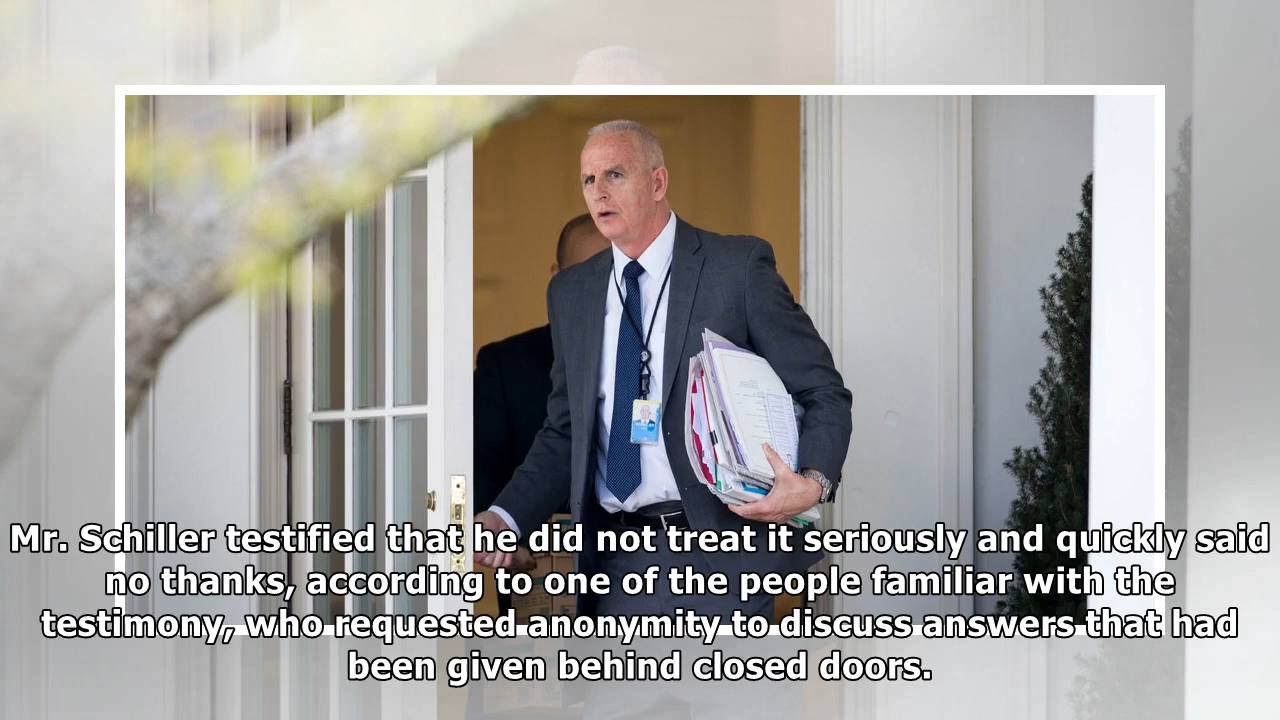 Mr. Schiller testified that he did not treat it seriously and quickly said
no thanks, according to one of the people familiar with the
testimony, who requested anonymity to discuss answers that had
been given behind closed doors.